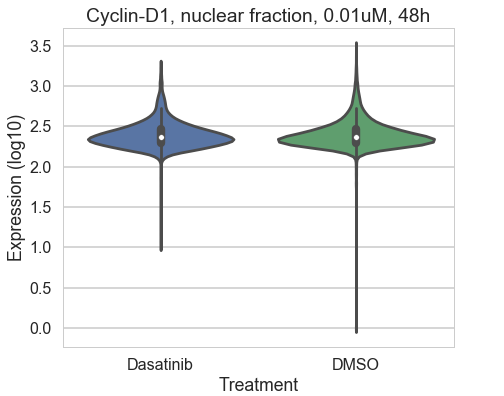 Cyclin-D1, nuclear fraction, 0.01uM, 48h
Expression (log10)
3.5
3.0
2.5
2.0
1.5
1.0
0.5
0.0
Dasatinib DMSO
Treatment